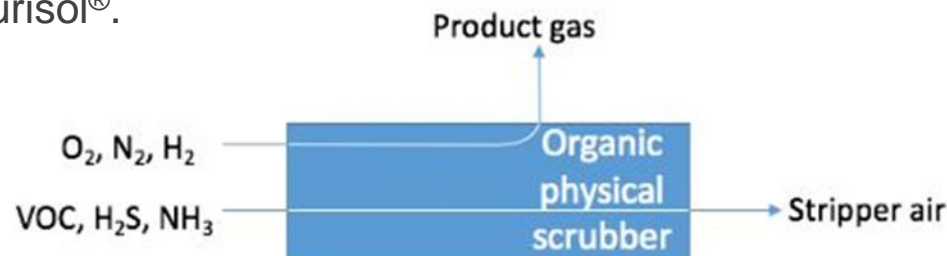 Product gas
O₂, N₂, H₂
Organic
physical
scrubber
VOC, H₂S, NH₃
Stripper air